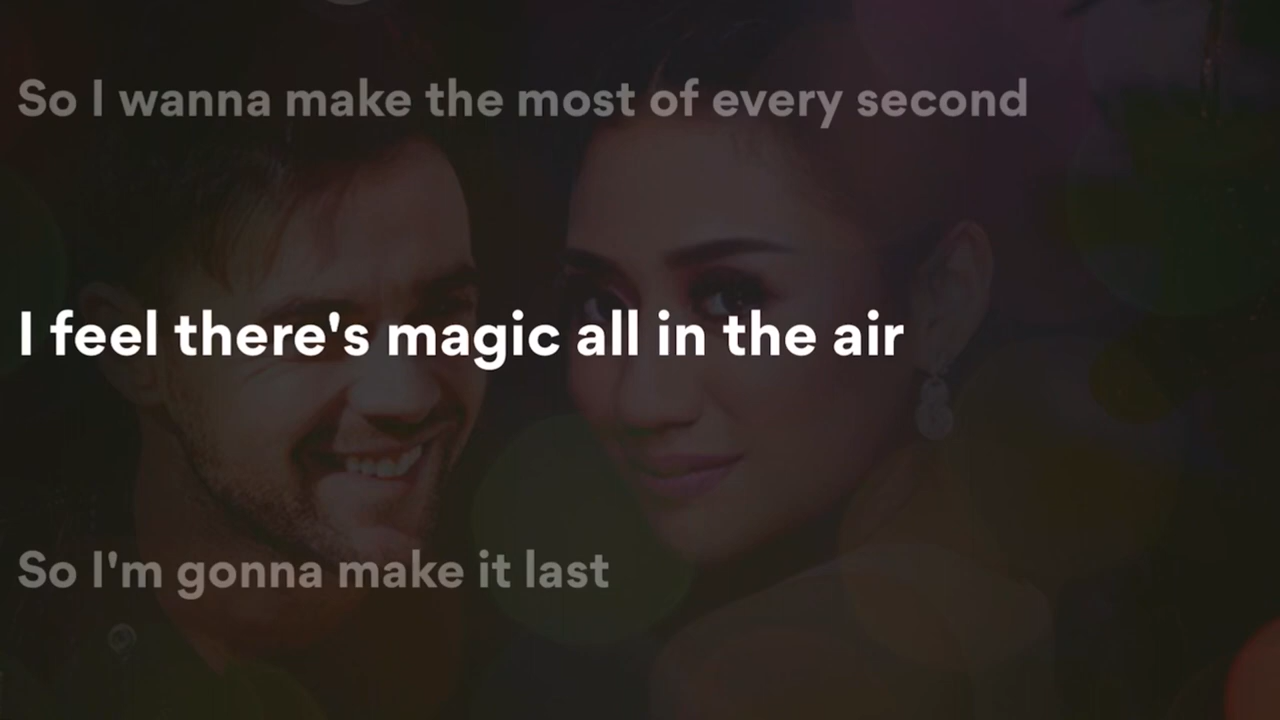 So I wanna make the most of every second
I feel there's magic all in the air
So I'm gonna make it last